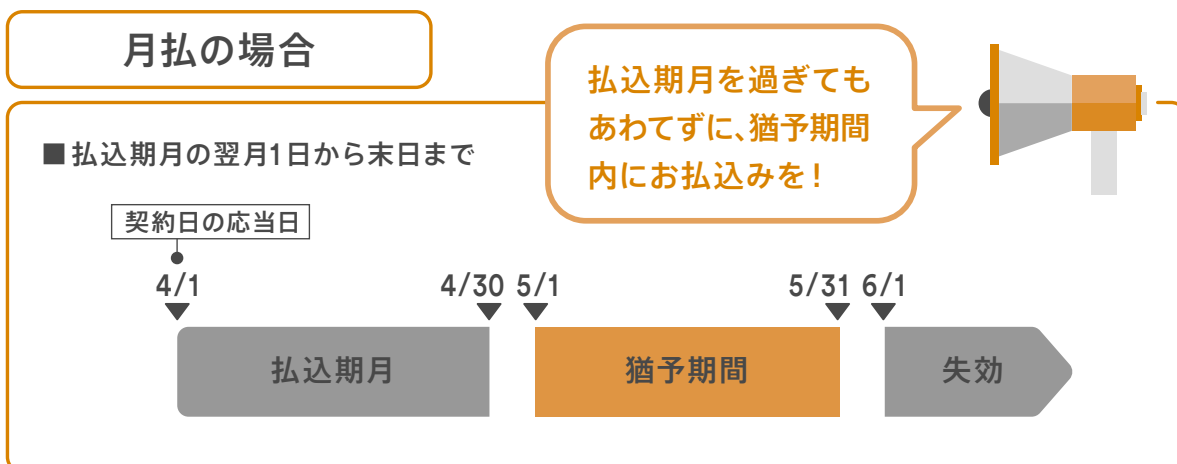 月払の場合
払込期月を過ぎても
あわてずに、猶予期間
内にお払込みを！
■払込期月の翌月1日から末日まで
契約日の応当日
4/1 4/30 5/1 5/31 6/1
払込期月 猶予期間 失効